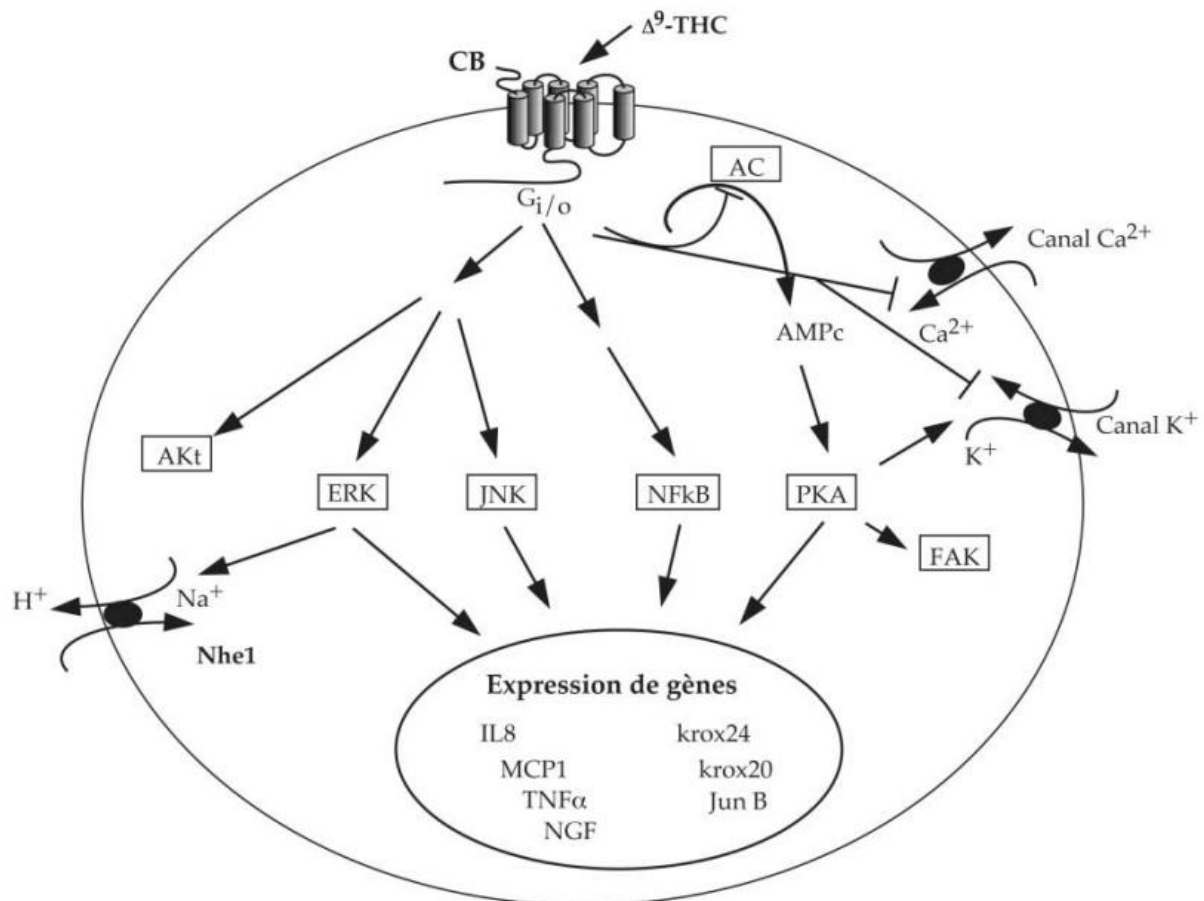 Δ⁹-THC
CB
AC
Gi/o
Canal Ca²⁺
AMPc
Ca²⁺
Canal K⁺
K⁺
AKt
ERK
JNK
NFkB
PKA
FAK
H⁺
Na⁺
Nhe1
Expression de gènes
IL8
krox24
MCP1
krox20
TNFα
Jun B
NGF